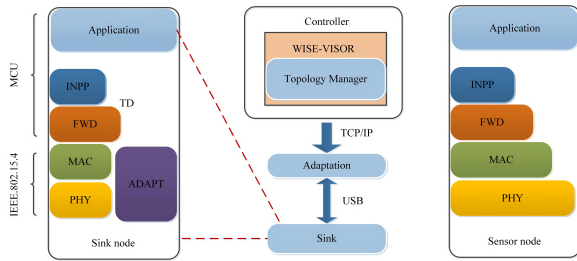 MCU
IEEE.802.15.4
Application
INPP
TD
FWD
MAC
ADAPT
PHY
Sink node
Controller
WISE-VISOR
Topology Manager
TCP/IP
Adaptation
USB
Sink
Application
INPP
FWD
MAC
PHY
Sensor node